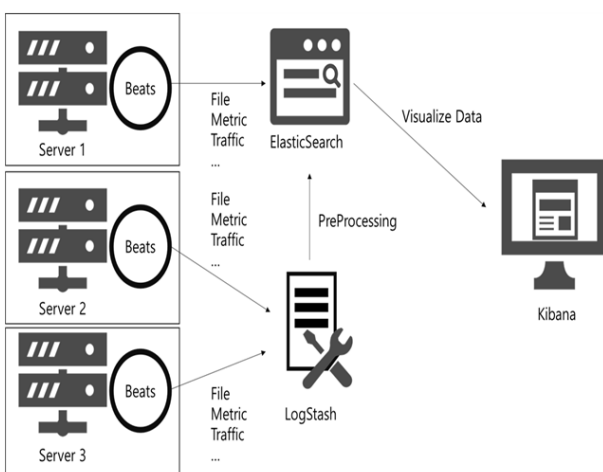 Beats
Server 1
File
Metric
Traffic
...
ElasticSearch
Visualize Data
Beats
Server 2
File
Metric
Traffic
...
PreProcessing
Kibana
Beats
Server 3
File
Metric
Traffic
...
LogStash